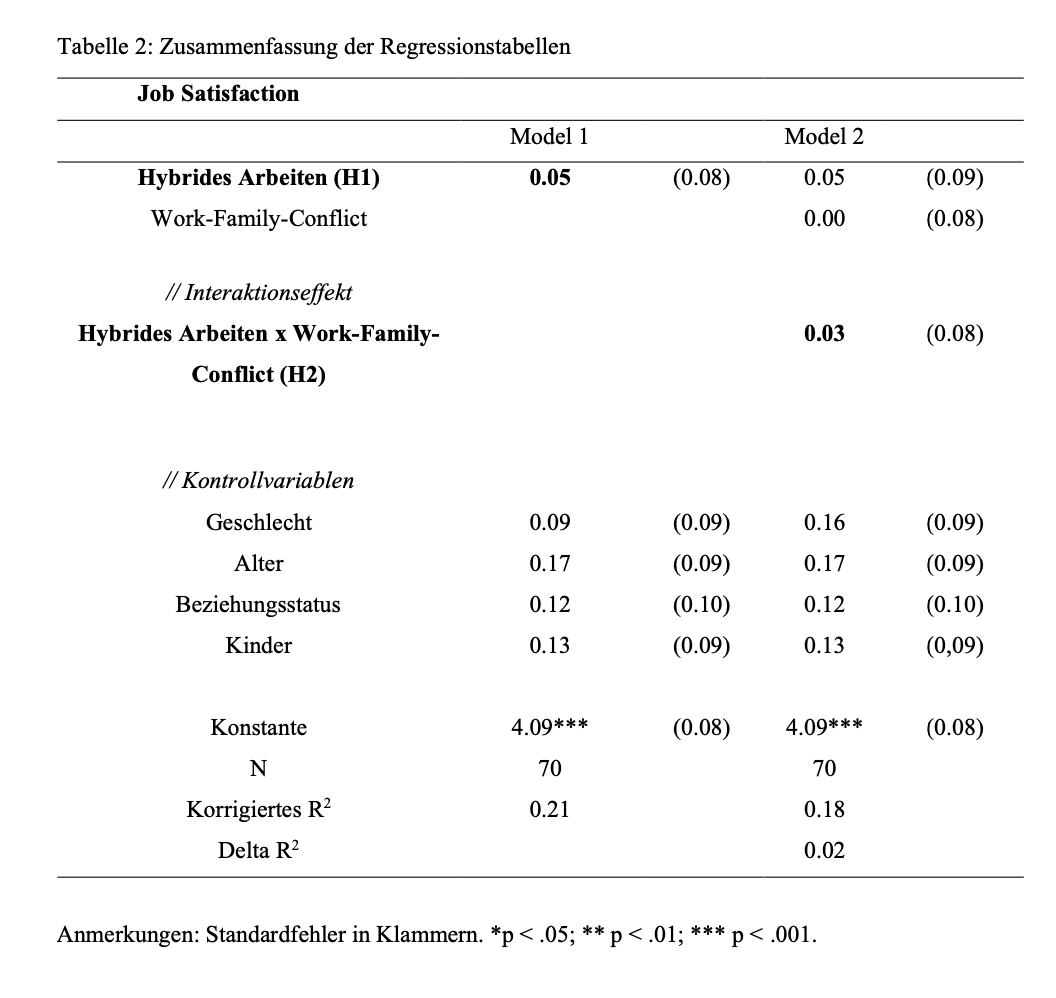 Tabelle 2: Zusammenfassung der Regressionstabellen
Job Satisfaction
Model 1 Model 2
Hybrides Arbeiten (H1) 0.05 (0.08) 0.05 (0.09)
Work-Family-Conflict 0.00 (0.08)
// Interaktionseffekt
Hybrides Arbeiten x Work-Family- 0.03 (0.08)
Conflict (H2)
// Kontrollvariablen
Geschlecht 0.09 (0.09) 0.16 (0.09)
Alter 0.17 (0.09) 0.17 (0.09)
Beziehungsstatus 0.12 (0.10) 0.12 (0.10)
Kinder 0.13 (0.09) 0.13 (0,09)
Konstante 4.09*** (0.08) 4.09*** (0.08)
N 70 70
Korrigiertes R² 0.21 0.18
Delta R² 0.02
Anmerkungen: Standardfehler in Klammern. *p < .05; ** p < .01; *** p < .001.